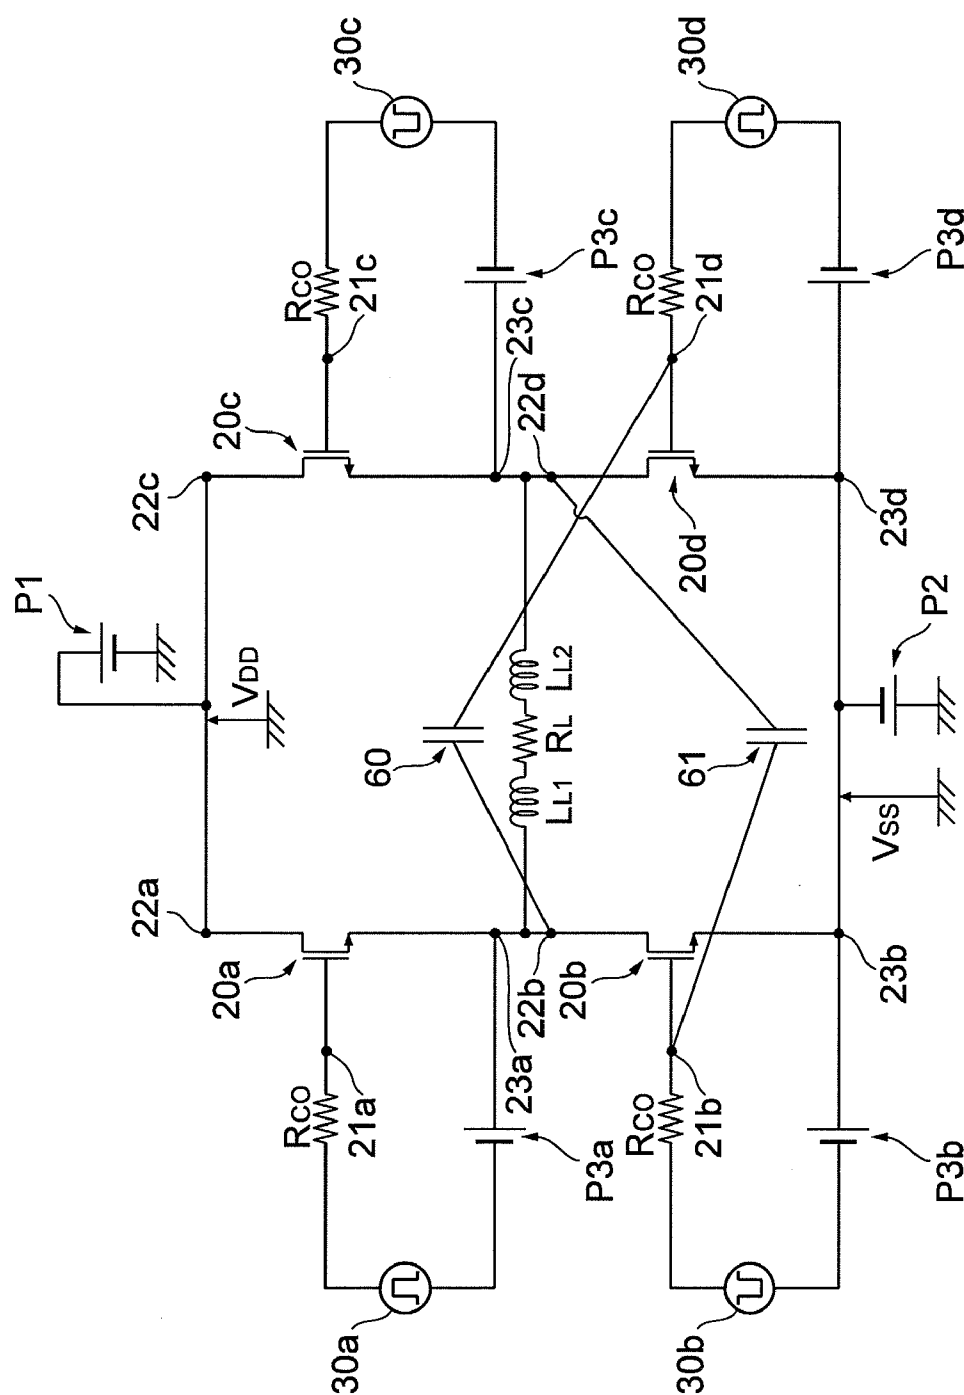 30c
30d
RCO
21c
P3c
RCO
21d
P3d
20c
23c
22d
22c
20d
23d
P1
VDD
P2
LL2
RL
LL1
60
61
VSS
22a
20a
22b
23a
20b
23b
RCO
21a
P3a
RCO
21b
P3b
30a
30b